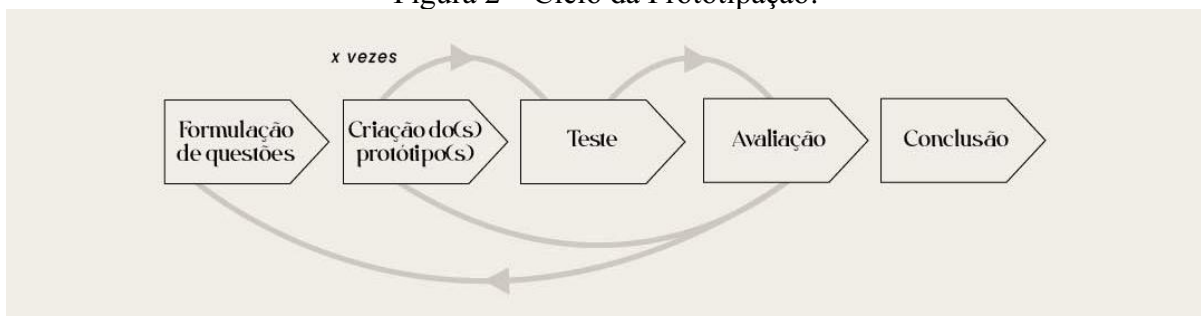 Figura 2 – Ciclo da Prototipação.
x vezes
Formulação
de questões
Criação do(s)
protótipo(s)
Teste
Avaliação
Conclusão